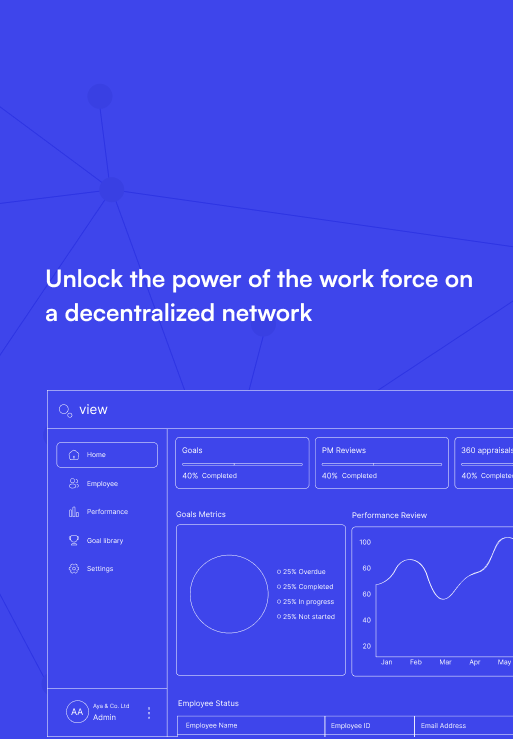 Unlock the power of the work force on
a decentralized network
view
Home
Employee
Performance
Goal library
Settings
AA
Aya & Co. Ltd
Admin
Goals
40% Completed
PM Reviews
40% Completed
360 appraisals
40% Complete
Goals Metrics
25% Overdue
25% Completed
25% In progress
25% Not started
Performance Review
100
60
60
40
20
Jan Feb Mar Apr May
Employee Status
Employee Name Employee ID Email Address